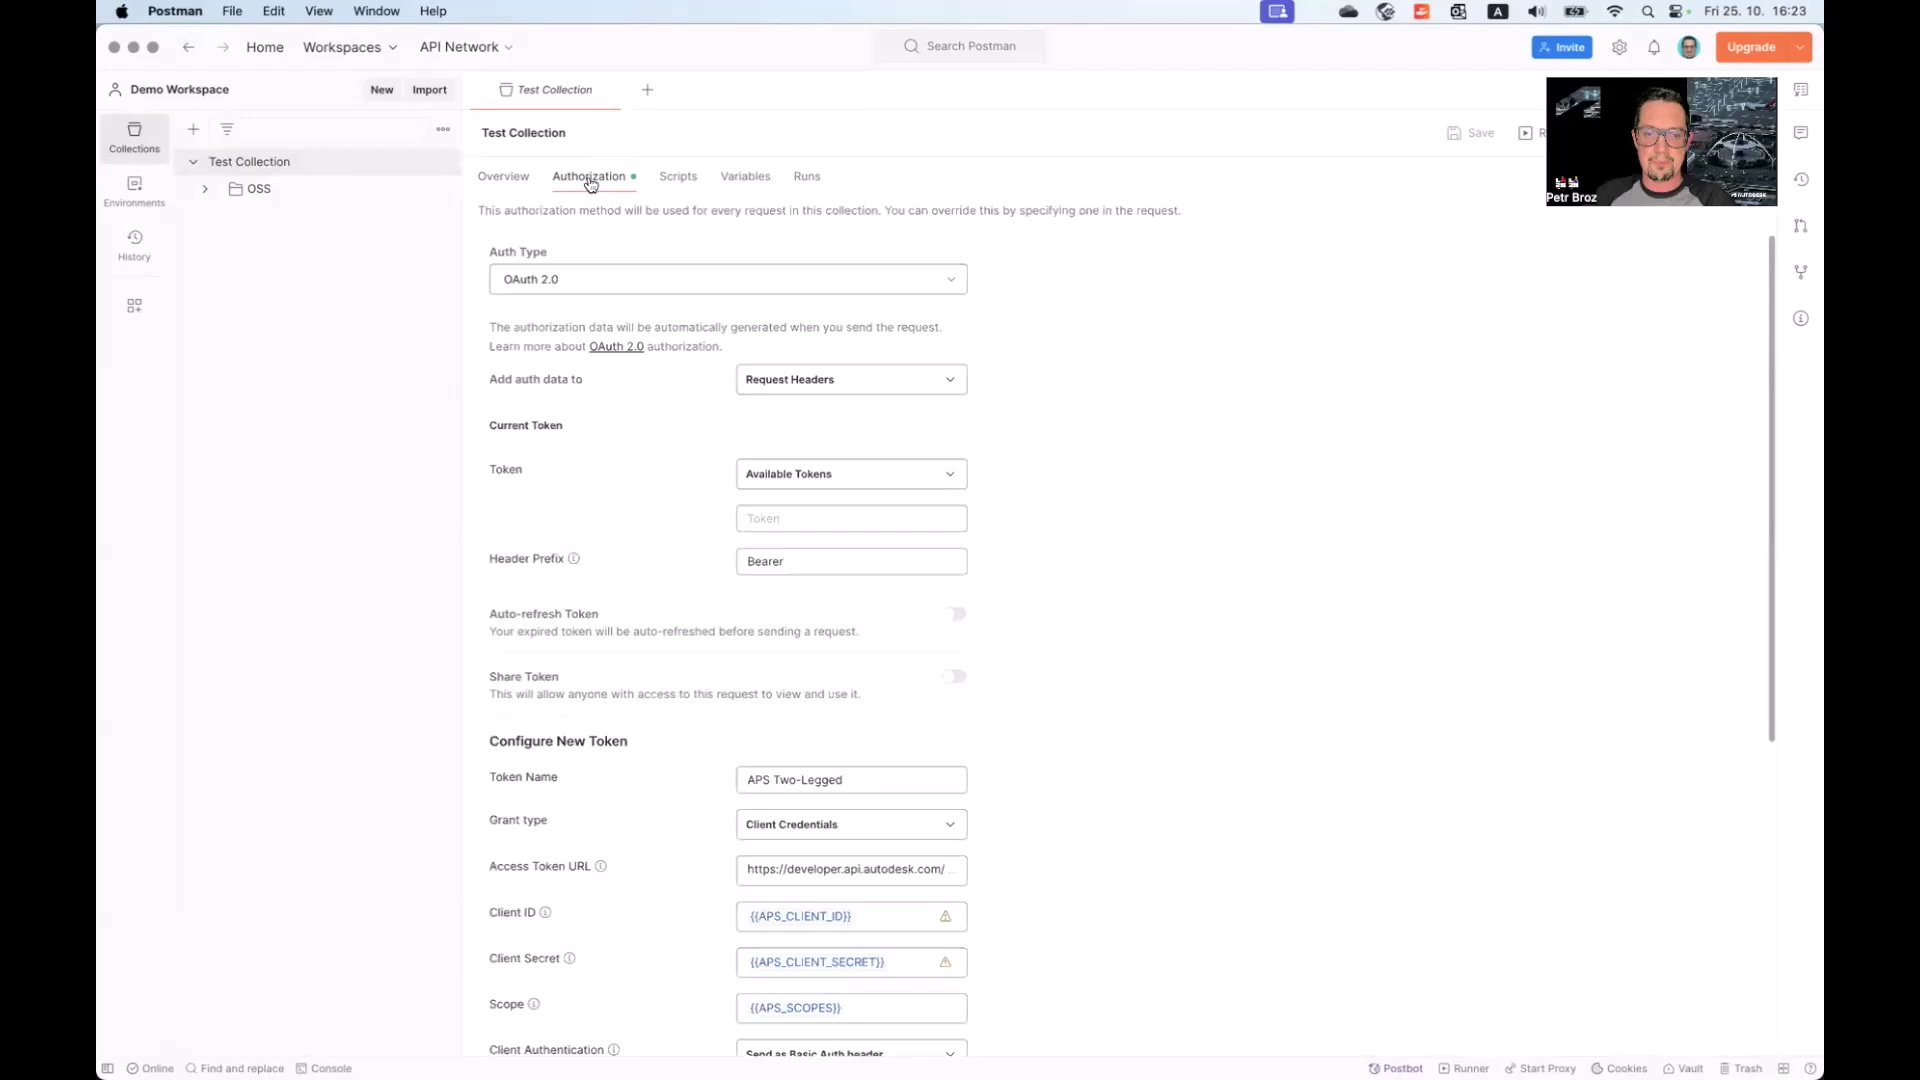 Postman File Edit View Window Help
A
Fri 25. 10. 16:23
Home Workspaces API Network
Search Postman
Invite
Upgrade
Demo Workspace
New Import
Test Collection
Test Collection
Save
Collections
Environments
History
Test Collection
OSS
Petr Broz
AUTODESK
Overview Authorization Scripts Variables Runs
This authorization method will be used for every request in this collection. You can override this by specifying one in the request.
Auth Type
OAuth 2.0
The authorization data will be automatically generated when you send the request.
Learn more about OAuth 2.0 authorization.
Add auth data to Request Headers
Current Token
Token Available Tokens
Token
Header Prefix Bearer
Auto-refresh Token
Your expired token will be auto-refreshed before sending a request.
Share Token
This will allow anyone with access to this request to view and use it.
Configure New Token
Token Name APS Two-Legged
Grant type Client Credentials
Access Token URL https://developer.api.autodesk.com/ ...
Client ID {{APS_CLIENT_ID}}
Client Secret {{APS_CLIENT_SECRET}}
Scope {{APS_SCOPES}}
Client Authentication Send as Basic Auth header
Online Find and replace Console
Postbot Runner Start Proxy Cookies Vault Trash